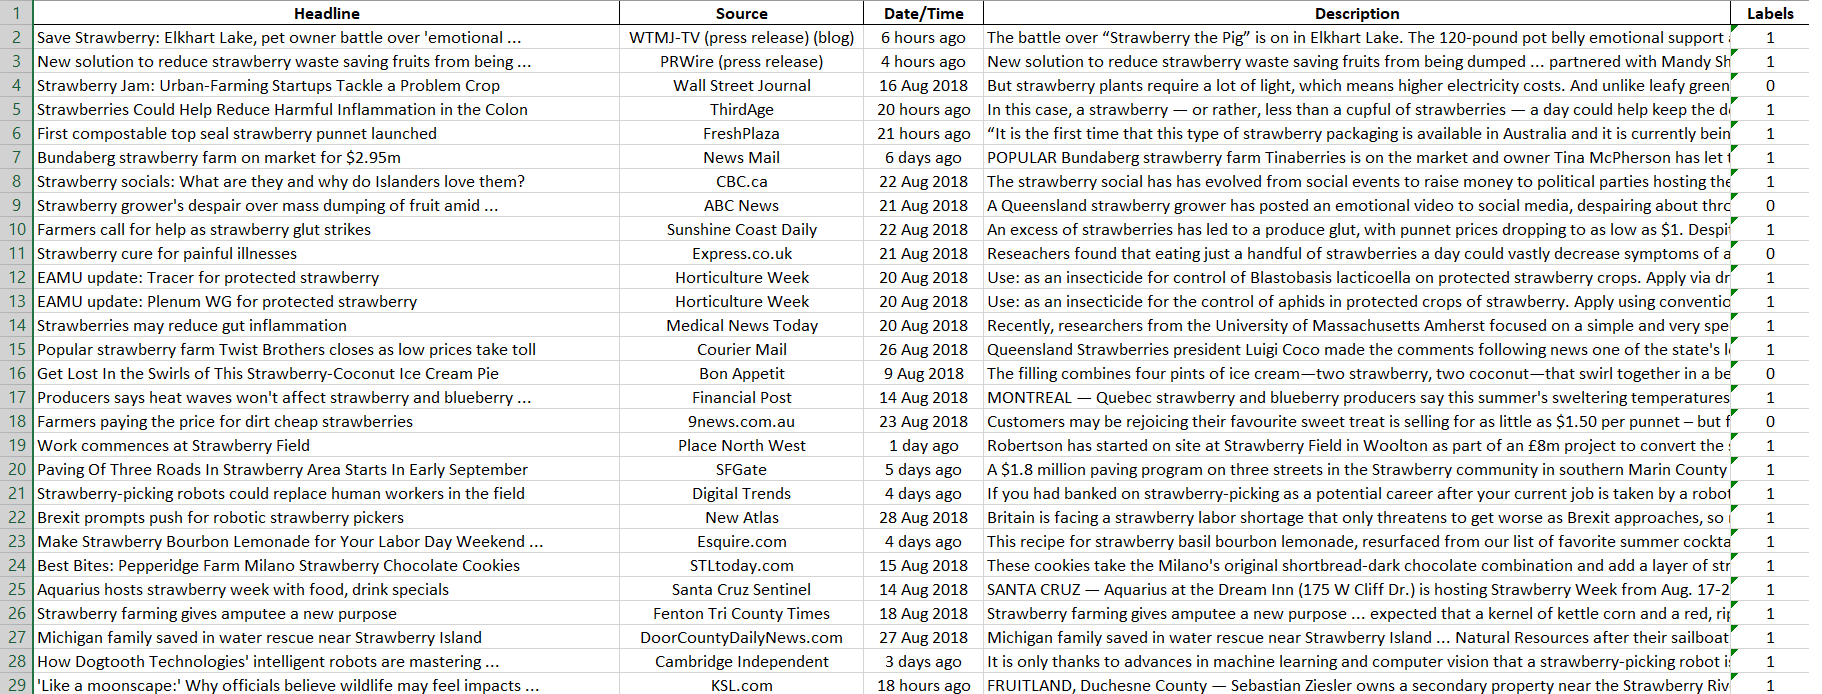 1 Headline Source Date/Time Description Labels
2 Save Strawberry: Elkhart Lake, pet owner battle over 'emotional ... WTMJ-TV (press release) (blog) 6 hours ago The battle over “Strawberry the Pig” is on in Elkhart Lake. The 120-pound pot belly emotional support 1
3 New solution to reduce strawberry waste saving fruits from being ... PRWire (press release) 4 hours ago New solution to reduce strawberry waste saving fruits from being dumped ... partnered with Mandy Sh 1
4 Strawberry Jam: Urban-Farming Startups Tackle a Problem Crop Wall Street Journal 16 Aug 2018 But strawberry plants require a lot of light, which means higher electricity costs. And unlike leafy green 0
5 Strawberries Could Help Reduce Harmful Inflammation in the Colon ThirdAge 20 hours ago In this case, a strawberry — or rather, less than a cupful of strawberries — a day could help keep the 1
6 First compostable top seal strawberry punnet launched FreshPlaza 21 hours ago “It is the first time that this type of strawberry packaging is available in Australia and it is currently bein 1
7 Bundaberg strawberry farm on market for $2.95m News Mail 6 days ago POPULAR Bundaberg strawberry farm Tinaberries is on the market and owner Tina McPherson has let 1
8 Strawberry socials: What are they and why do Islanders love them? CBC.ca 22 Aug 2018 The strawberry social has has evolved from social events to raise money to political parties hosting the 1
9 Strawberry grower's despair over mass dumping of fruit amid ... ABC News 21 Aug 2018 A Queensland strawberry grower has posted an emotional video to social media, despairing about thro 0
10 Farmers call for help as strawberry glut strikes Sunshine Coast Daily 22 Aug 2018 An excess of strawberries has led to a produce glut, with punnet prices dropping to as low as $1. Despi 1
11 Strawberry cure for painful illnesses Express.co.uk 21 Aug 2018 Reseachers found that eating just a handful of strawberries a day could vastly decrease symptoms of a 0
12 EAMU update: Tracer for protected strawberry Horticulture Week 20 Aug 2018 Use: as an insecticide for control of Blastobasis lacticoella on protected strawberry crops. Apply via dr 1
13 EAMU update: Plenum WG for protected strawberry Horticulture Week 20 Aug 2018 Use: as an insecticide for the control of aphids in protected crops of strawberry. Apply using conventio 1
14 Strawberries may reduce gut inflammation Medical News Today 20 Aug 2018 Recently, researchers from the University of Massachusetts Amherst focused on a simple and very spe 1
15 Popular strawberry farm Twist Brothers closes as low prices take toll Courier Mail 26 Aug 2018 Queensland Strawberries president Luigi Coco made the comments following news one of the state's l 1
16 Get Lost In the Swirls of This Strawberry-Coconut Ice Cream Pie Bon Appetit 9 Aug 2018 The filling combines four pints of ice cream—two strawberry, two coconut—that swirl together in a be 0
17 Producers says heat waves won't affect strawberry and blueberry ... Financial Post 14 Aug 2018 MONTREAL — Quebec strawberry and blueberry producers say this summer's sweltering temperatures 1
18 Farmers paying the price for dirt cheap strawberries 9news.com.au 23 Aug 2018 Customers may be rejoicing their favourite sweet treat is selling for as little as $1.50 per punnet – but f 0
19 Work commences at Strawberry Field Place North West 1 day ago Robertson has started on site at Strawberry Field in Woolton as part of an £8m project to convert the 1
20 Paving Of Three Roads In Strawberry Area Starts In Early September SFGate 5 days ago A $1.8 million paving program on three streets in the Strawberry community in southern Marin County 1
21 Strawberry-picking robots could replace human workers in the field Digital Trends 4 days ago If you had banked on strawberry-picking as a potential career after your current job is taken by a robot 1
22 Brexit prompts push for robotic strawberry pickers New Atlas 28 Aug 2018 Britain is facing a strawberry labor shortage that only threatens to get worse as Brexit approaches, so 1
23 Make Strawberry Bourbon Lemonade for Your Labor Day Weekend ... Esquire.com 4 days ago This recipe for strawberry basil bourbon lemonade, resurfaced from our list of favorite summer cockta 1
24 Best Bites: Pepperidge Farm Milano Strawberry Chocolate Cookies STLtoday.com 15 Aug 2018 These cookies take the Milano's original shortbread-dark chocolate combination and add a layer of str 1
25 Aquarius hosts strawberry week with food, drink specials Santa Cruz Sentinel 14 Aug 2018 SANTA CRUZ — Aquarius at the Dream Inn (175 W Cliff Dr.) is hosting Strawberry Week from Aug. 17-2 1
26 Strawberry farming gives amputee a new purpose Fenton Tri County Times 18 Aug 2018 Strawberry farming gives amputee a new purpose ... expected that a kernel of kettle corn and a red, rip 1
27 Michigan family saved in water rescue near Strawberry Island DoorCountyDailyNews.com 27 Aug 2018 Michigan family saved in water rescue near Strawberry Island ... Natural Resources after their sailboat 1
28 How Dogtooth Technologies' intelligent robots are mastering ... Cambridge Independent 3 days ago It is only thanks to advances in machine learning and computer vision that a strawberry-picking robot is 1
29 'Like a moonscape:' Why officials believe wildlife may feel impacts ... KSL.com 18 hours ago FRUITLAND, Duchesne County — Sebastian Ziesler owns a secondary property near the Strawberry Riv 1